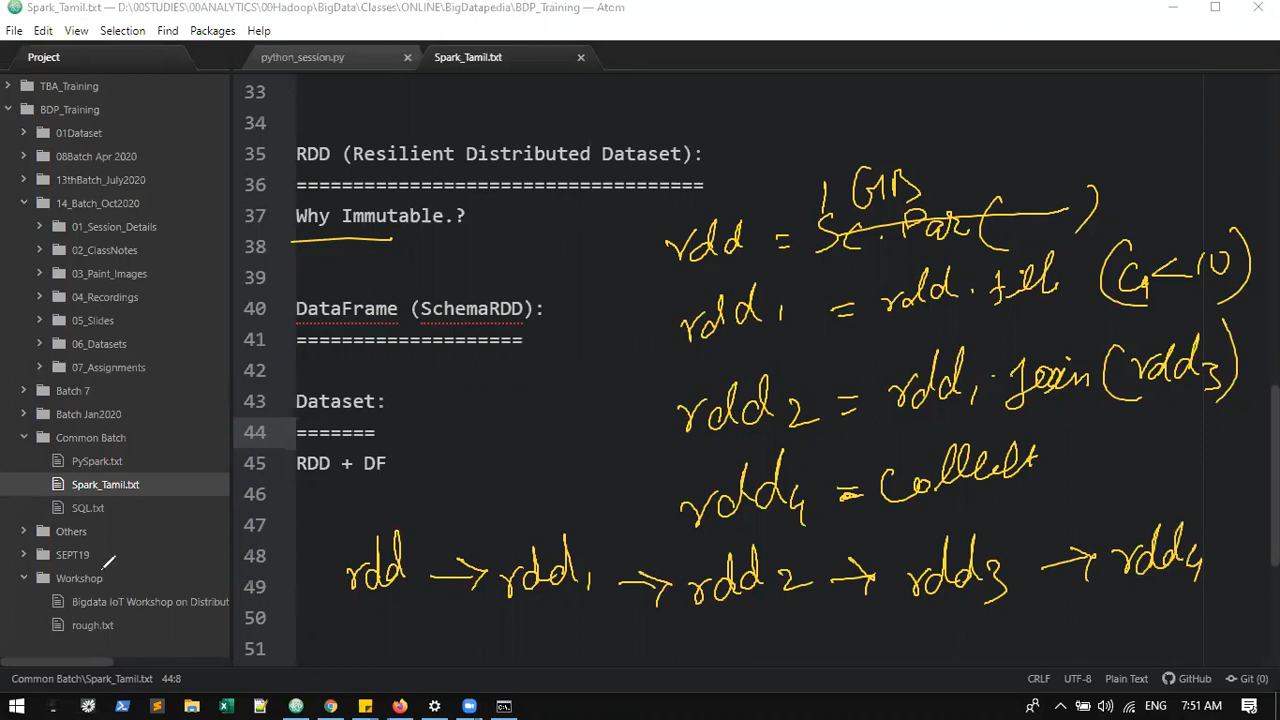 Spark_Tamil.txt — D:\00STUDIES\00ANALYTICS\00Hadoop\BigData\Classes\ONLINE\BigDatapedia\BDP_Training — Atom
File Edit View Selection Find Packages Help
Project
python_session.py
Spark_Tamil.txt
TBA_Training
BDP_Training
01Dataset
08Batch Apr 2020
13thBatch_July2020
14_Batch_Oct2020
01_Session_Details
02_ClassNotes
03_Paint_Images
04_Recordings
05_Slides
06_Datasets
07_Assignments
Batch 7
Batch Jan2020
Common Batch
PySpark.txt
Spark_Tamil.txt
SQL.txt
Others
SEPT19
Workshop
Bigdata IoT Workshop on Distribut
rough.txt
33
34
35 RDD (Resilient Distributed Dataset):
36 ====================================
37 Why Immutable.?
38
39
40 DataFrame (SchemaRDD):
41 ====================
42
43 Dataset:
44 =======
45 RDD + DF
46
47
48
49
50
51
1 GB
rdd = Sc.Par( )
rdd1 = rdd.filt (C1<10)
rdd2 = rdd1.join(rdd3)
rdd4 = Collect
rdd → rdd1 → rdd2 → rdd3 → rdd4
Common Batch\Spark_Tamil.txt 44:8 CRLF UTF-8 Plain Text GitHub Git (0)
ENG 7:51 AM